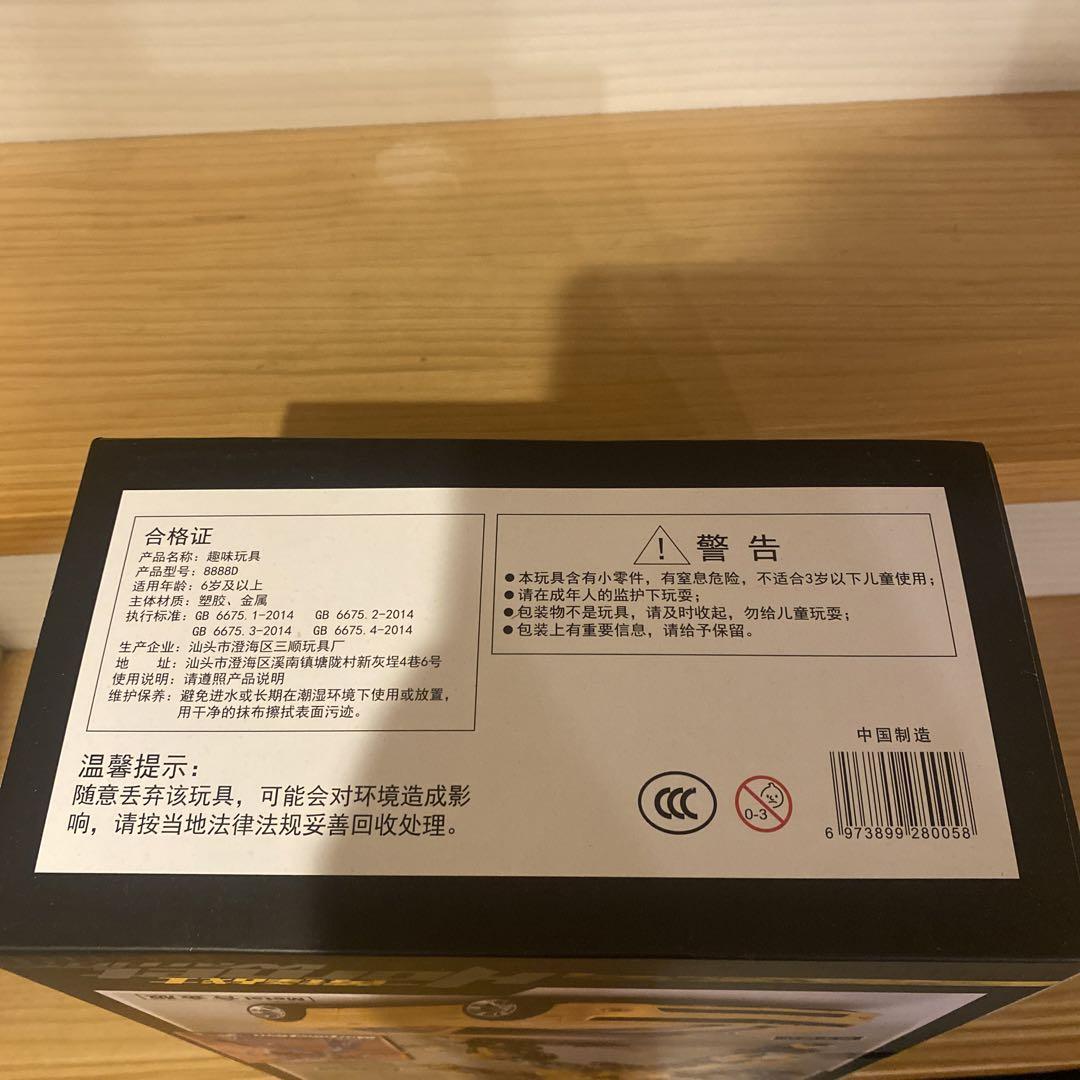 合格证
产品名称：趣味玩具
产品型号：8888D
适用年龄：6岁及以上
主体材质：塑胶、金属
执行标准：GB 6675.1-2014 GB 6675.2-2014
GB 6675.3-2014 GB 6675.4-2014
生产企业：汕头市澄海区三顺玩具厂
地 址：汕头市澄海区溪南镇塘陇村新灰埕4巷6号
使用说明：请遵照产品说明
维护保养：避免进水或长期在潮湿环境下使用或放置，
用干净的抹布擦拭表面污迹。
警告
●本玩具含有小零件，有窒息危险，不适合3岁以下儿童使用；
●请在成年人的监护下玩耍；
●包装物不是玩具，请及时收起，勿给儿童玩耍；
●包装上有重要信息，请给予保留。
温馨提示：
随意丢弃该玩具，可能会对环境造成影
响，请按当地法律法规妥善回收处理。
CCC
0-3
中国制造
6 973899 280058